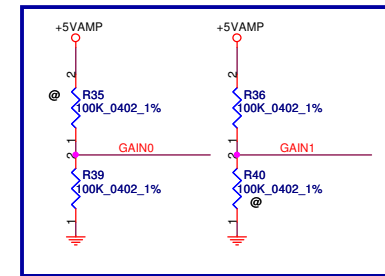 +5VAMP +5VAMP
2 2
@ R35 R36
100K_0402_1% 100K_0402_1%
1 1
GAIN0 GAIN1
2 2
R39 R40
100K_0402_1% 100K_0402_1%
@
1 1